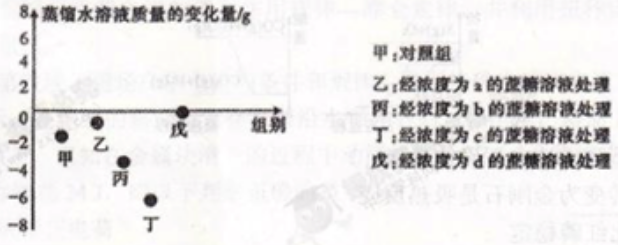 蒸馏水溶液质量的变化量/g
8
6
4
2
0
-2
-4
-6
-8
甲
乙
丙
丁
戊
组别
甲:对照组
乙:经浓度为a的蔗糖溶液处理
丙:经浓度为b的蔗糖溶液处理
丁:经浓度为c的蔗糖溶液处理
戊:经浓度为d的蔗糖溶液处理